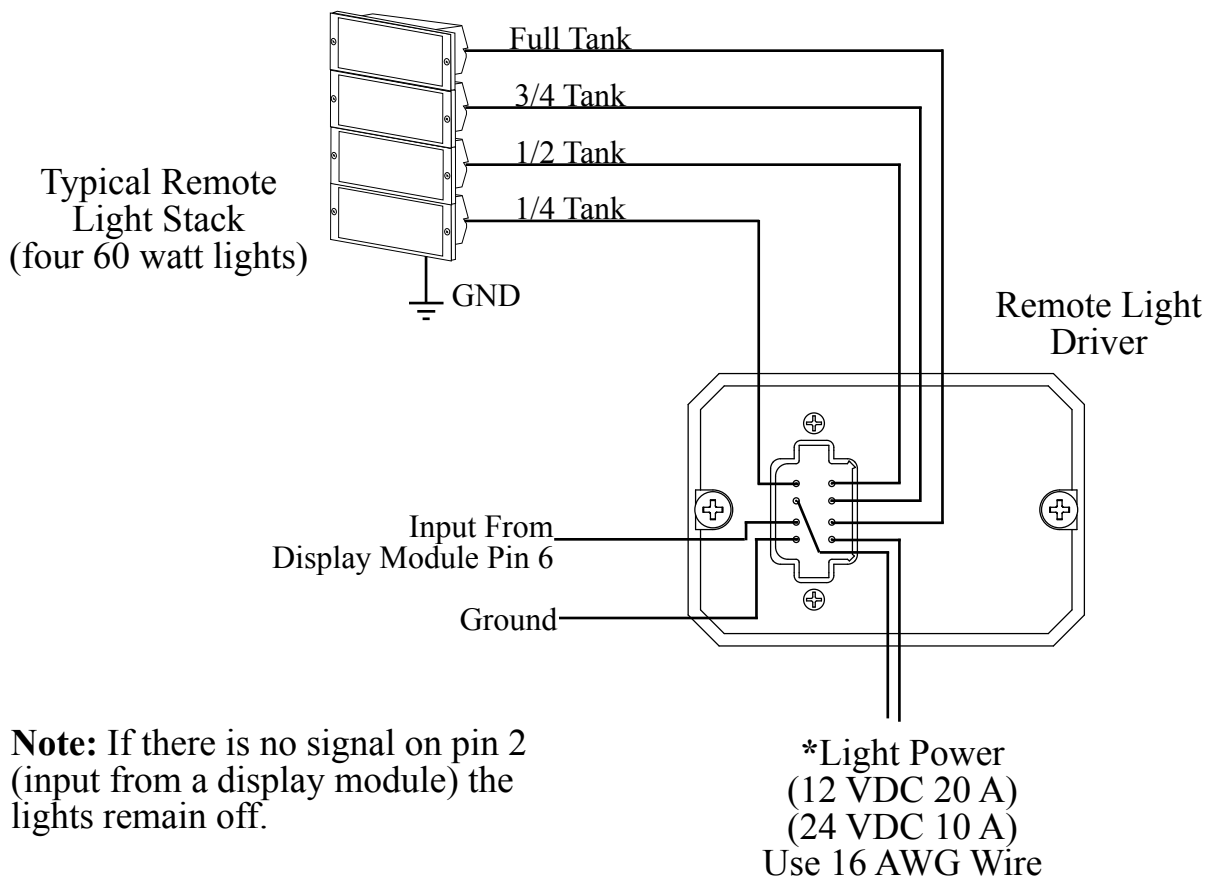 Full Tank
3/4 Tank
1/2 Tank
1/4 Tank
Typical Remote
Light Stack
(four 60 watt lights)
GND
Remote Light
Driver
Input From
Display Module Pin 6
Ground
Note: If there is no signal on pin 2
(input from a display module) the
lights remain off.
*Light Power
(12 VDC 20 A)
(24 VDC 10 A)
Use 16 AWG Wire